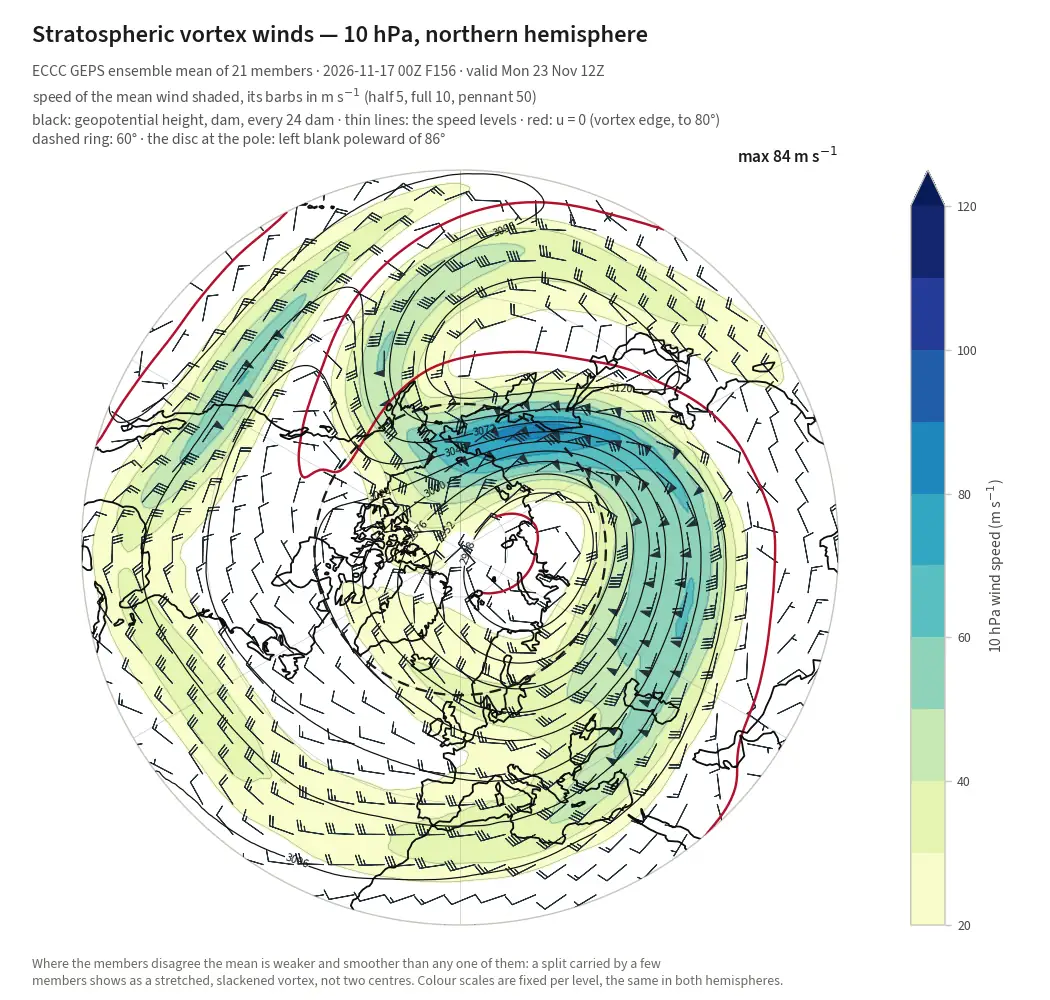 Stratospheric vortex winds — 10 hPa, northern hemisphere
ECCC GEPS ensemble mean of 21 members · 2026-11-17 00Z F156 · valid Mon 23 Nov 12Z
speed of the mean wind shaded, its barbs in m s⁻¹ (half 5, full 10, pennant 50)
black: geopotential height, dam, every 24 dam · thin lines: the speed levels · red: u = 0 (vortex edge, to 80°)
dashed ring: 60° · the disc at the pole: left blank poleward of 86°
max 84 m s⁻¹
120
100
80
60
40
20
10 hPa wind speed (m s⁻¹)
3120
3096
Where the members disagree the mean is weaker and smoother than any one of them: a split carried by a few
members shows as a stretched, slackened vortex, not two centres. Colour scales are fixed per level, the same in both hemispheres.